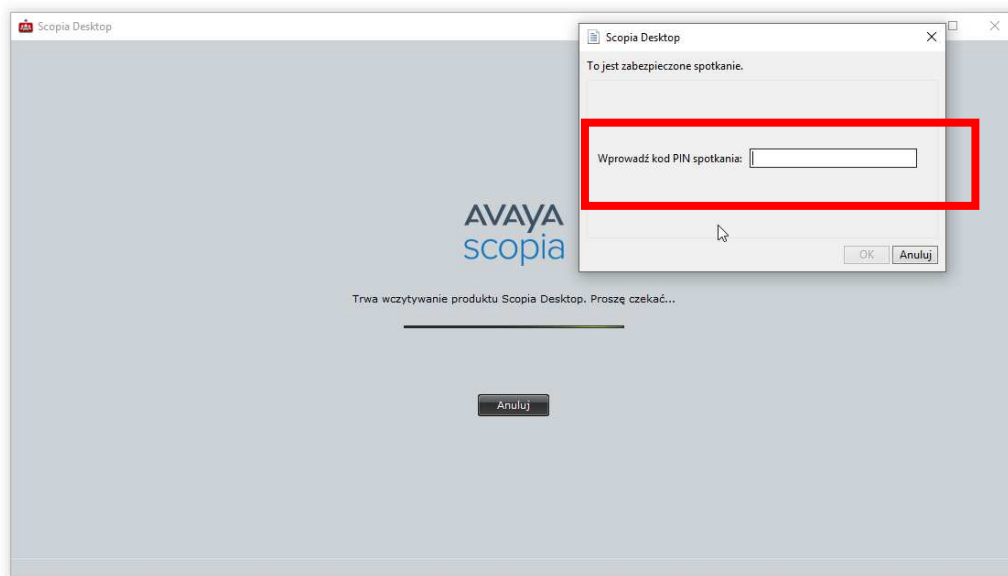 Scopia Desktop
Scopia Desktop
To jest zabezpieczone spotkanie.
Wprowadź kod PIN spotkania:
OK Anuluj
AVAYA
scopia
Trwa wczytywanie produktu Scopia Desktop. Proszę czekać...
Anuluj